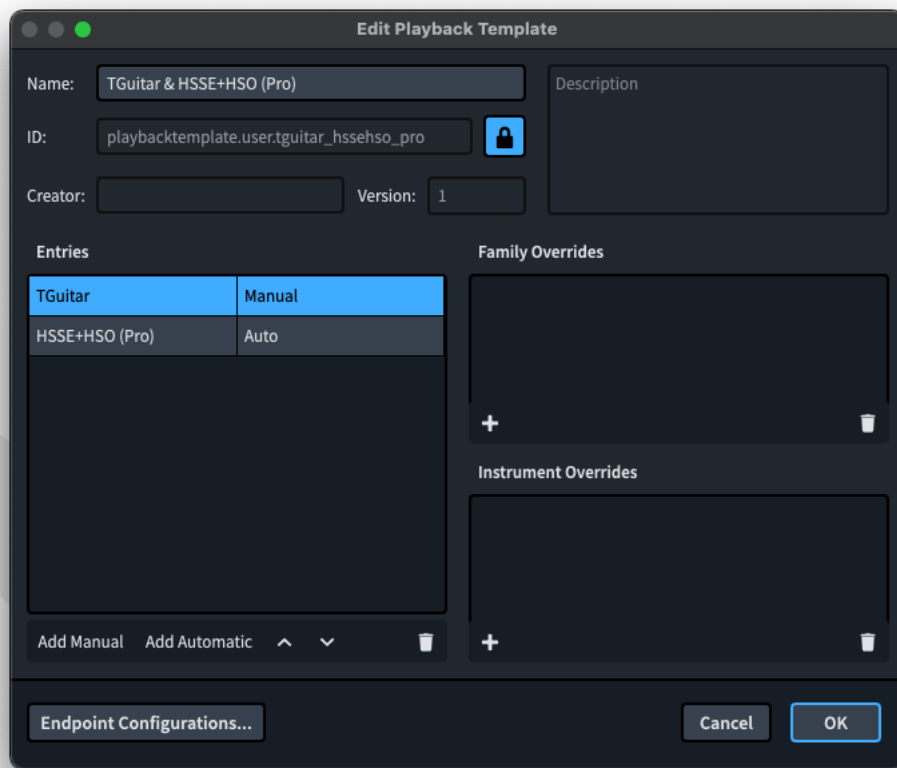 Edit Playback Template
Name: TGuitar & HSSE+HSO (Pro)
Description
ID: playbacktemplate.user.tguitar_hssehso_pro
Creator: Version: 1
Entries
Family Overrides
TGuitar Manual
HSSE+HSO (Pro) Auto
Instrument Overrides
Add Manual Add Automatic
Endpoint Configurations... Cancel OK